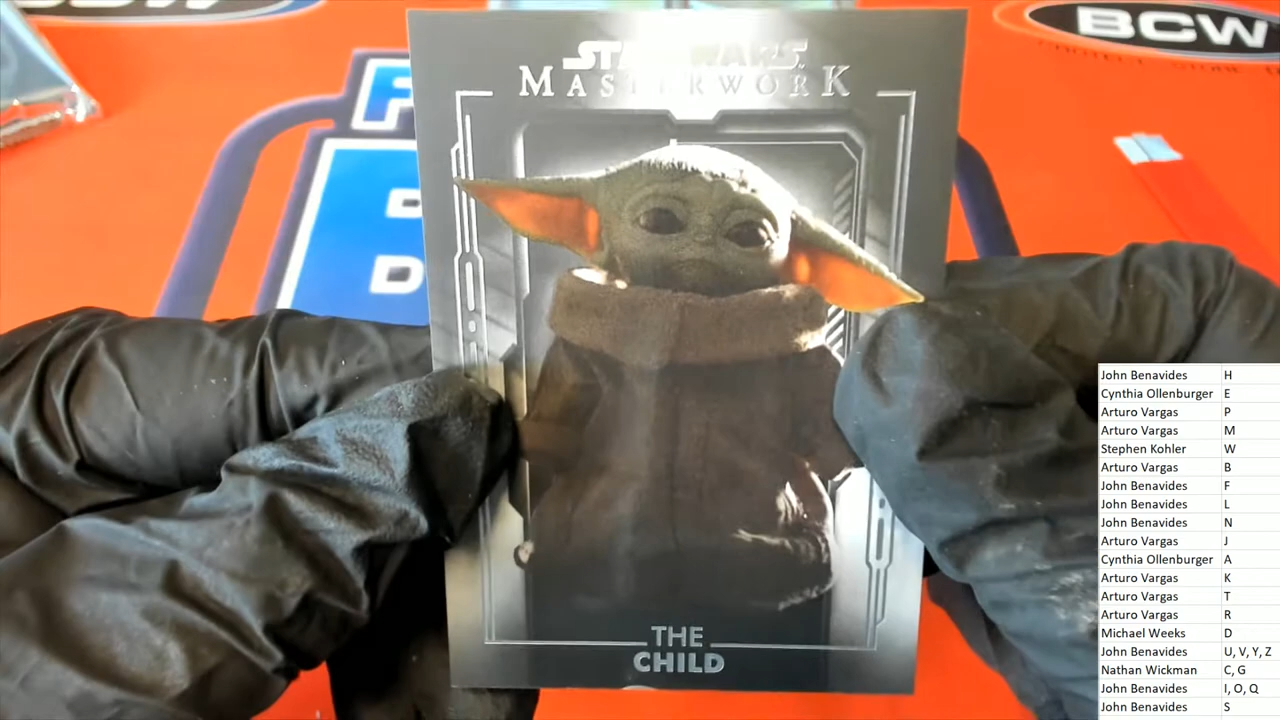 BCW
STAR WARS
MASTERWORK
F
D
D
THE
CHILD
John Benavides H
Cynthia Ollenburger E
Arturo Vargas P
Arturo Vargas M
Stephen Kohler W
Arturo Vargas B
John Benavides F
John Benavides L
John Benavides N
Arturo Vargas J
Cynthia Ollenburger A
Arturo Vargas K
Arturo Vargas T
Arturo Vargas R
Michael Weeks D
John Benavides U, V, Y, Z
Nathan Wickman C, G
John Benavides I, O, Q
John Benavides S